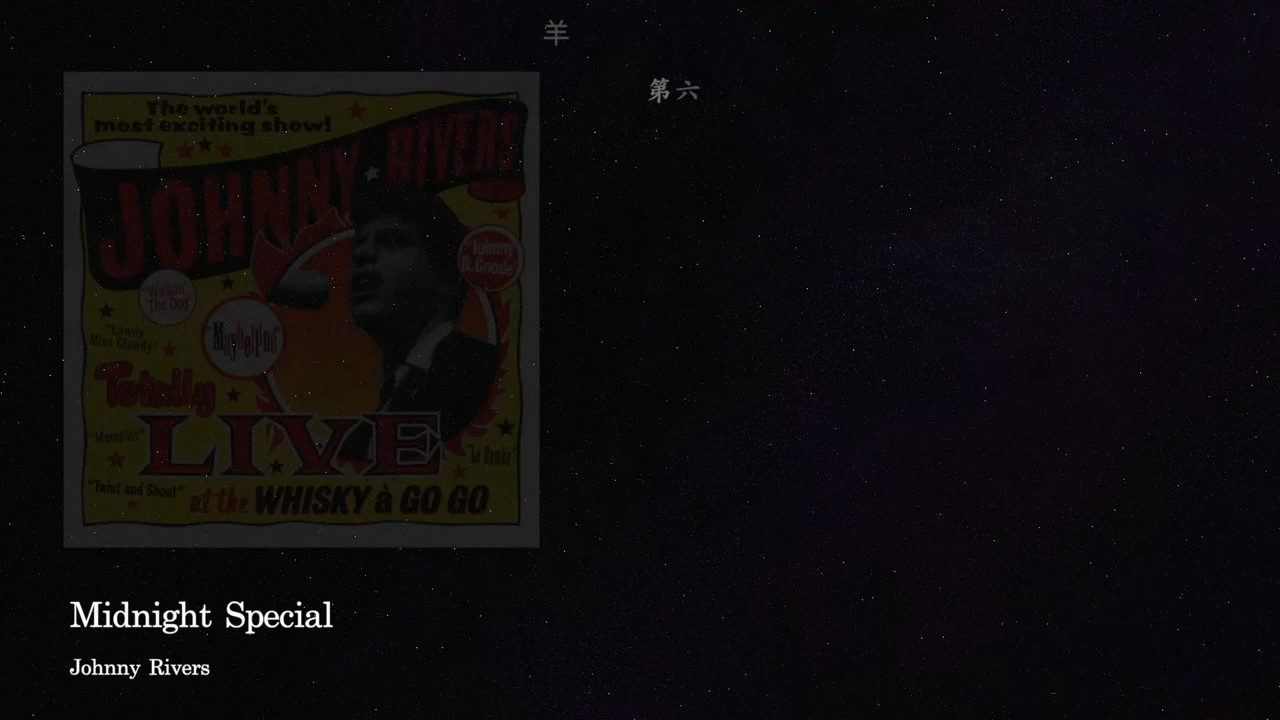 羊
第六
The world's
most exciting show!
JOHNNY RIVERS
"Johnny
B. Goode"
"Walkin'
The Dog"
"Lawdy
Miss Clawdy"
"Maybelline"
Totally
LIVE
"Memphis"
"La Bamba"
"Twist and Shout"
at the WHISKY à GO GO
Midnight Special
Johnny Rivers